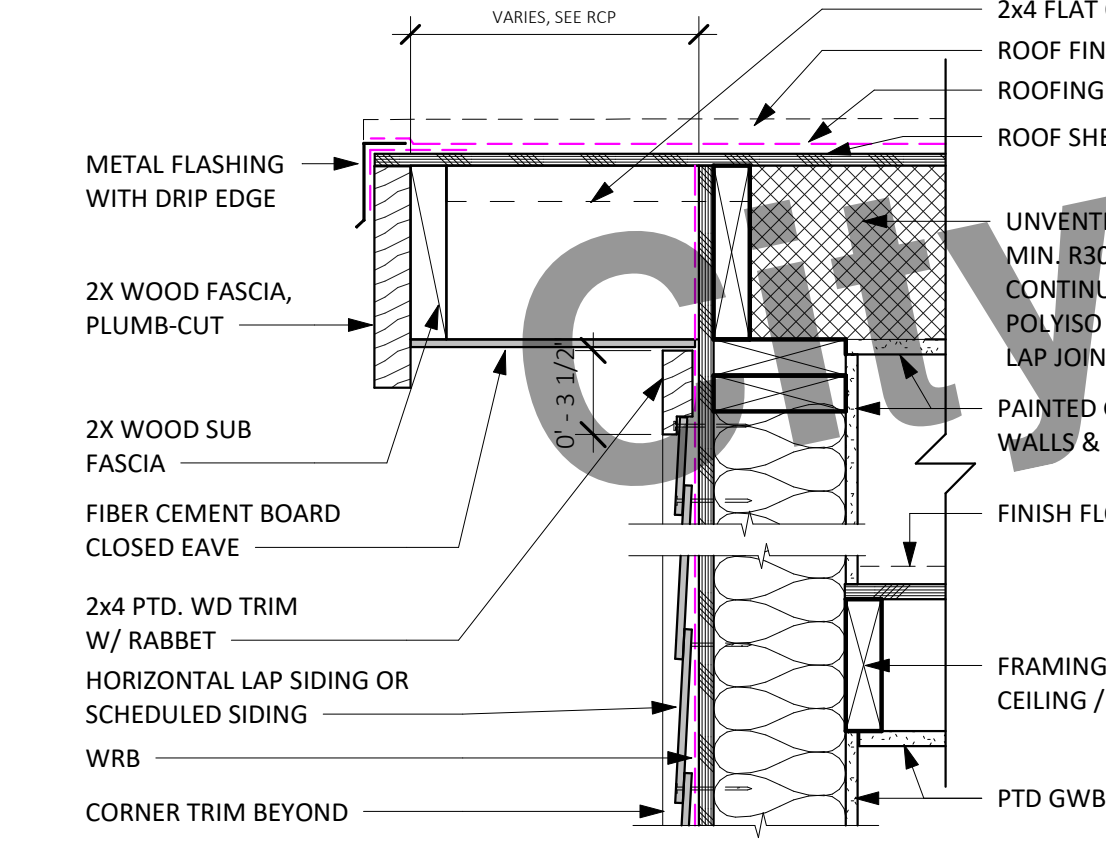 VARIES, SEE RCP
2x4 FLAT
ROOF FIN
ROOFING
ROOF SHE
METAL FLASHING
WITH DRIP EDGE
UNVENTI
MIN. R30
CONTINU
POLYISO
LAP JOIN
2X WOOD FASCIA,
PLUMB-CUT
0' - 3 1/2"
PAINTED
WALLS &
2X WOOD SUB
FASCIA
FIBER CEMENT BOARD
CLOSED EAVE
FINISH FLO
2x4 PTD. WD TRIM
W/ RABBET
HORIZONTAL LAP SIDING OR
SCHEDULED SIDING
FRAMING
CEILING /
WRB
CORNER TRIM BEYOND
PTD GWB
City